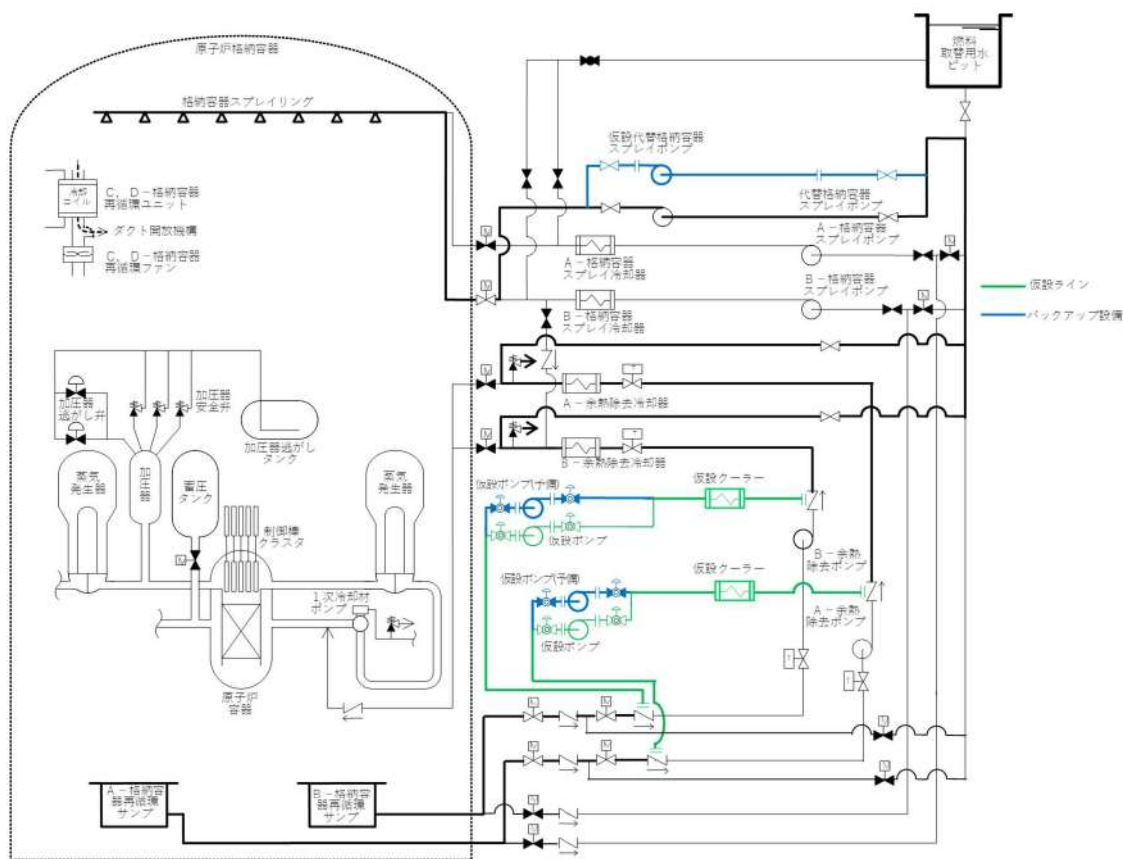 原子炉格納容器
燃料
取替用水
ピット
格納容器スプレイリング
仮設代替格納容器
スプレイポンプ
冷却
コイル
C，D－格納容器
再循環ユニット
ダクト開放機構
C，D－格納容器
再循環ファン
代替格納容器
スプレイポンプ
A－格納容器
スプレイポンプ
A－格納容器
スプレイ冷却器
B－格納容器
スプレイポンプ
B－格納容器
スプレイ冷却器
仮設ライン
バックアップ設備
加圧器
逃がし弁
加圧器
安全弁
加圧器逃がし
タンク
A－余熱除去冷却器
B－余熱除去冷却器
蒸気
発生器
加
圧
器
蓄圧
タンク
蒸気
発生器
制御棒
クラスタ
仮設ポンプ(予備)
仮設クーラー
仮設ポンプ
B－余熱
除去ポンプ
仮設ポンプ(予備)
仮設クーラー
A－余熱
除去ポンプ
仮設ポンプ
1次冷却材
ポンプ
原子炉
容器
A－格納容
器再循環
サンプ
B－格納容
器再循環
サンプ